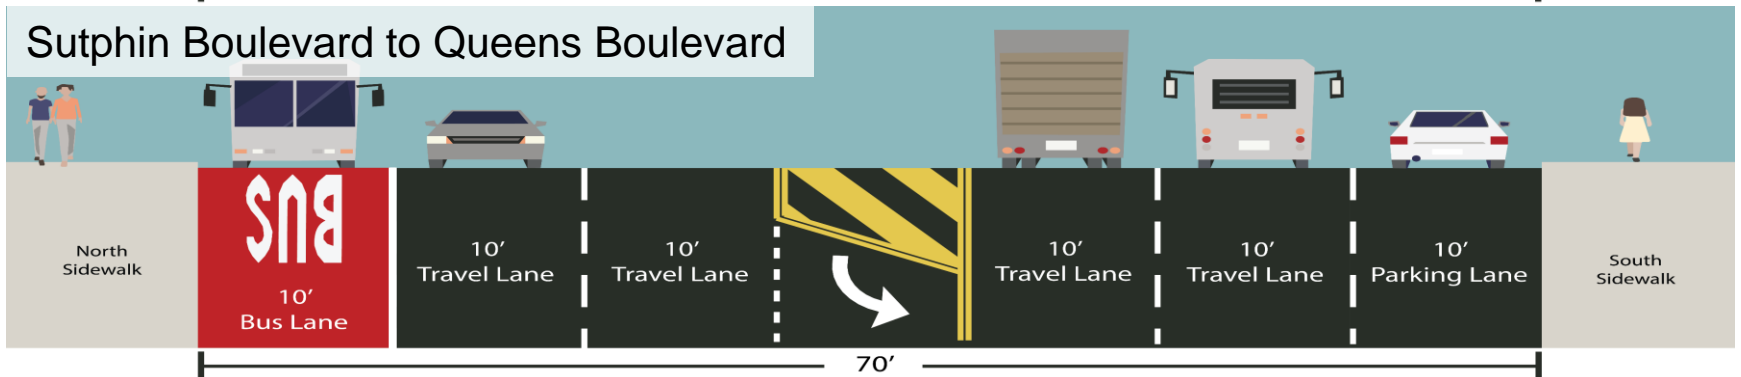 Sutphin Boulevard to Queens Boulevard
North
Sidewalk
BUS
10’
Bus Lane
10’
Travel Lane
10’
Travel Lane
10’
Travel Lane
10’
Travel Lane
10’
Parking Lane
South
Sidewalk
70’